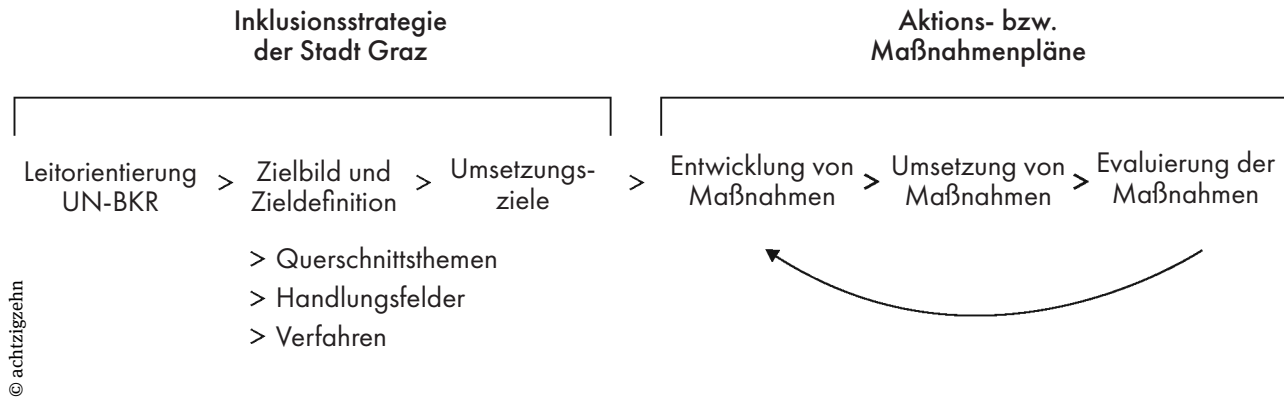 Inklusionsstrategie
der Stadt Graz
Aktions- bzw.
Maßnahmenpläne
Leitorientierung
UN-BKR
>
Zielbild und
Zieldefinition
>
Umsetzungs-
ziele
>
Entwicklung von
Maßnahmen
>
Umsetzung von
Maßnahmen
>
Evaluierung der
Maßnahmen
> Querschnittsthemen
> Handlungsfelder
> Verfahren
© achtzigzehn